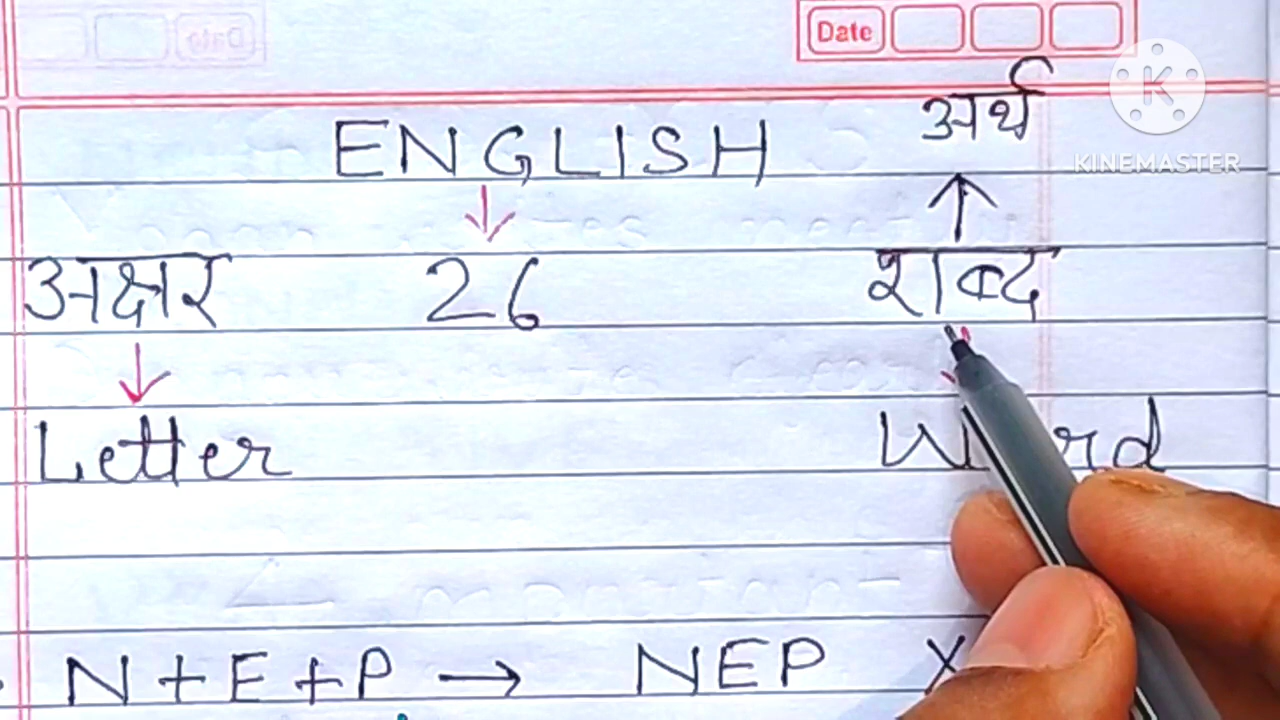 Date
अर्थ
KINEMASTER
ENGLISH
अक्षर 26 शब्द
Letter
N+E+P → NEP X